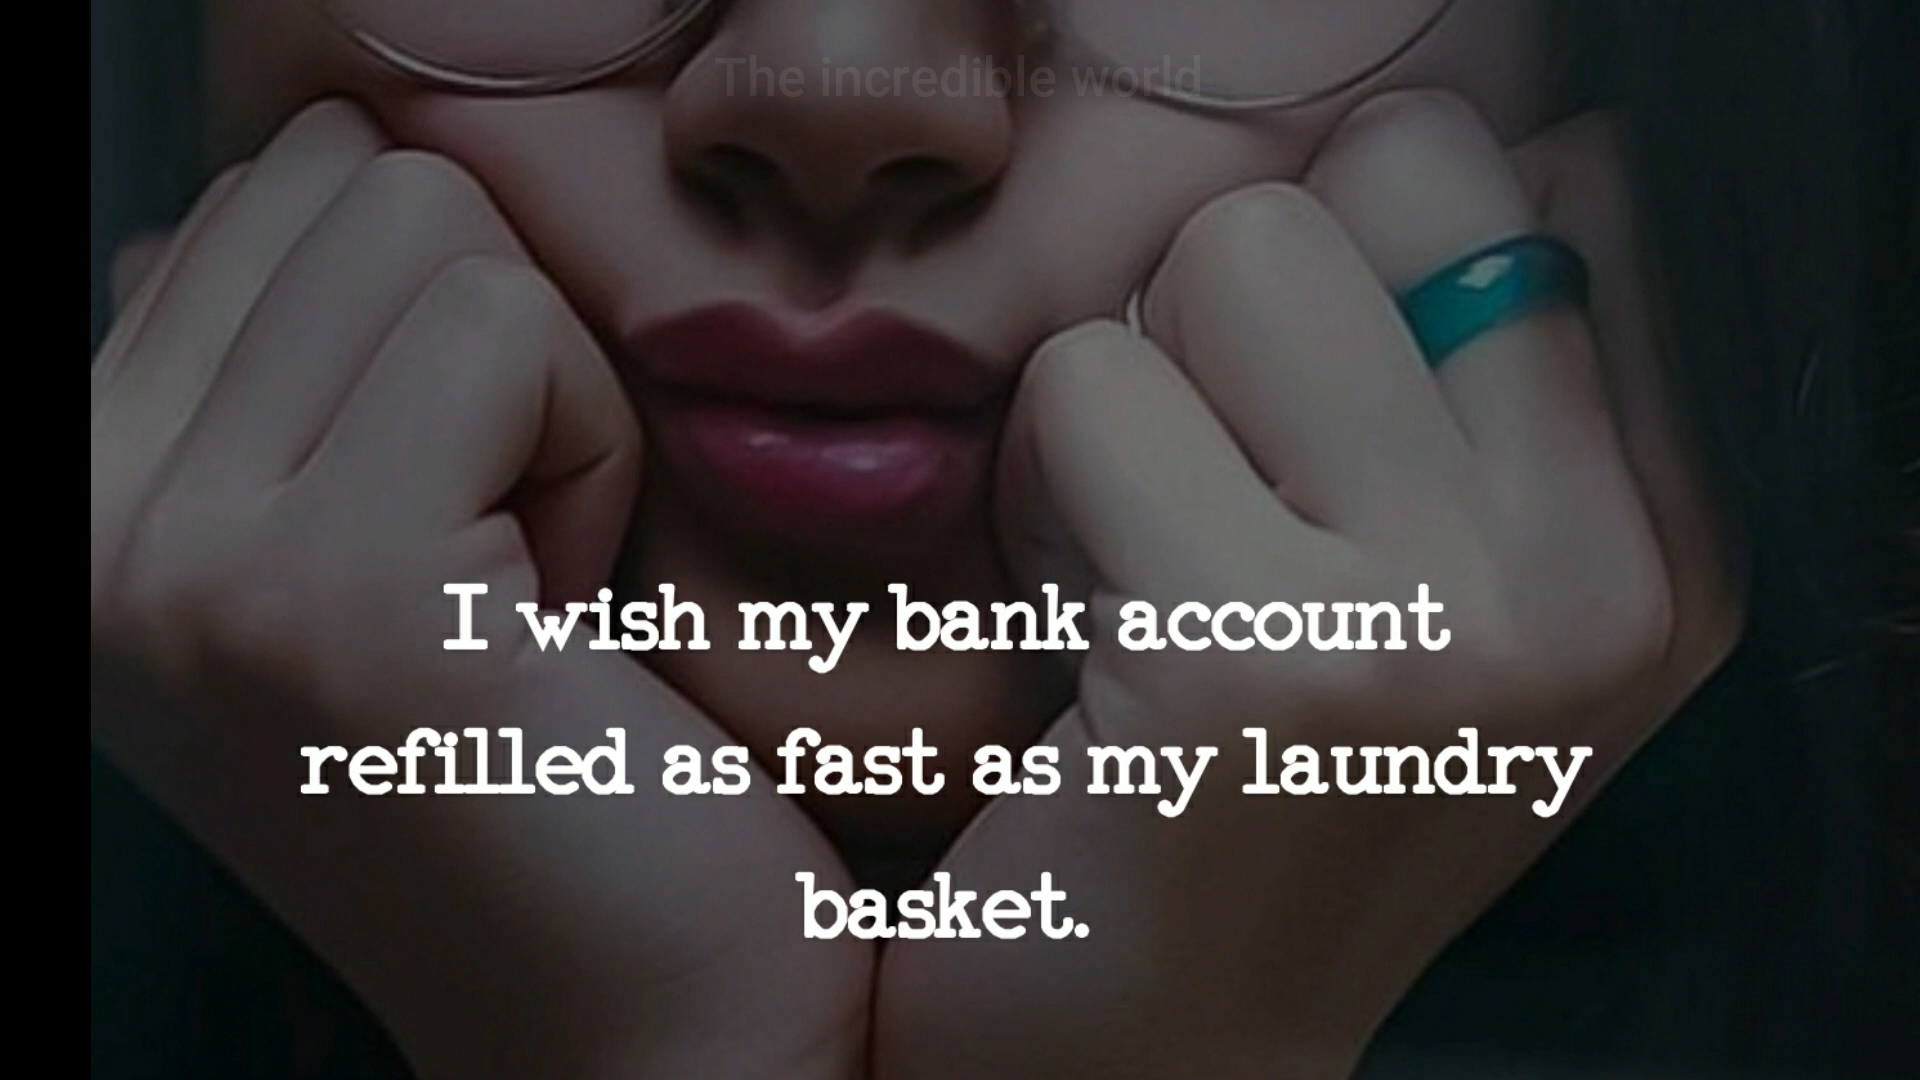 The incredible world
I wish my bank account
refilled as fast as my laundry
basket.